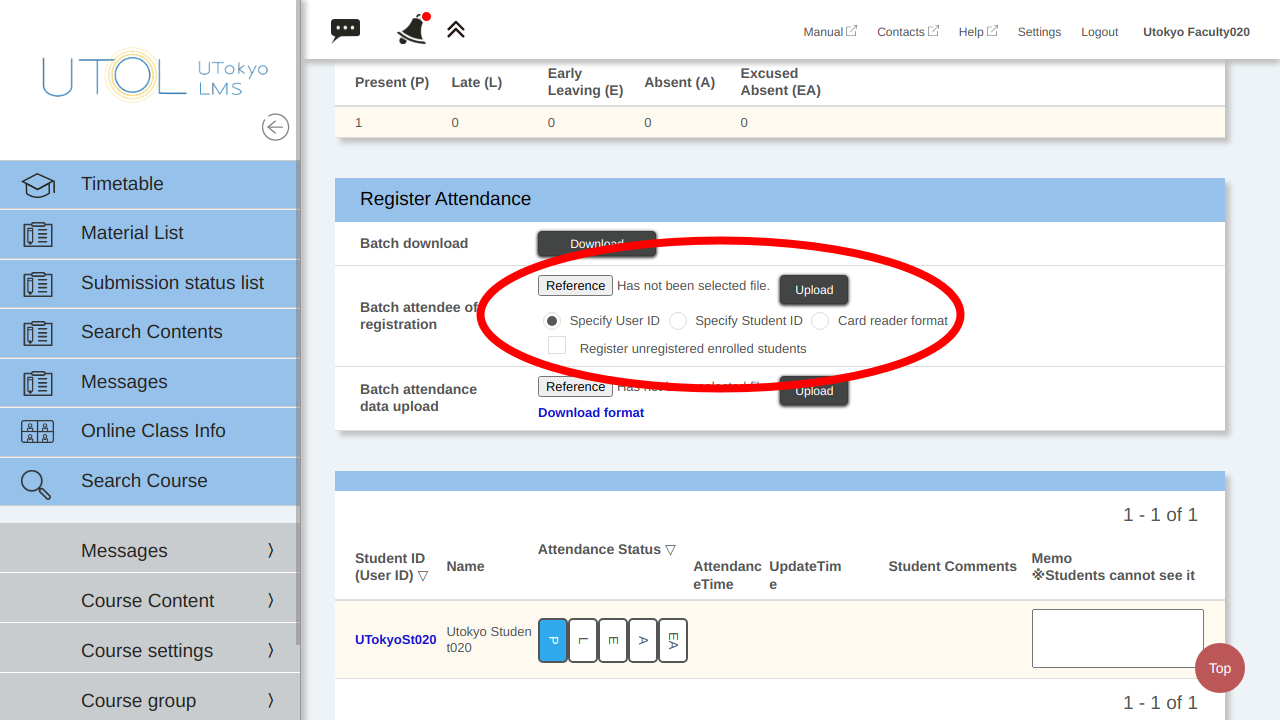 UTOL UTokyo LMS
Manual Contacts Help Settings Logout Utokyo Faculty020
Present (P) Late (L) Early Leaving (E) Absent (A) Excused Absent (EA)
1 0 0 0 0
Timetable
Material List
Submission status list
Search Contents
Messages
Online Class Info
Search Course
Messages 〉
Course Content 〉
Course settings 〉
Course group 〉
Register Attendance
Batch download Download
Batch attendee of registration
Reference Has not been selected file. Upload
Specify User ID Specify Student ID Card reader format
Register unregistered enrolled students
Batch attendance data upload
Reference Has not been selected file. Upload
Download format
1 - 1 of 1
Student ID (User ID) ▽ Name Attendance Status ▽ AttendanceTime UpdateTime Student Comments Memo ※Students cannot see it
UTokyoSt020 Utokyo Student020 P L E A EA
Top
1 - 1 of 1